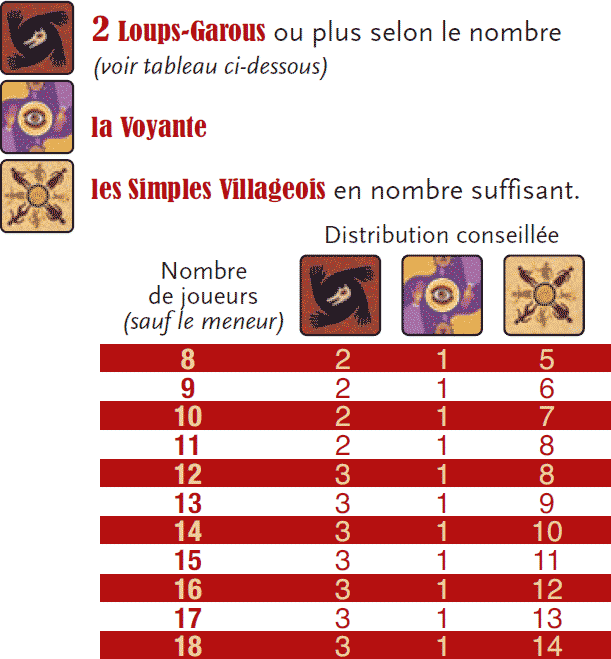 2 Loups-Garous ou plus selon le nombre
(voir tableau ci-dessous)
la Voyante
les Simples Villageois en nombre suffisant.
Distribution conseillée
Nombre
de joueurs
(sauf le meneur)
8 2 1 5
9 2 1 6
10 2 1 7
11 2 1 8
12 3 1 8
13 3 1 9
14 3 1 10
15 3 1 11
16 3 1 12
17 3 1 13
18 3 1 14